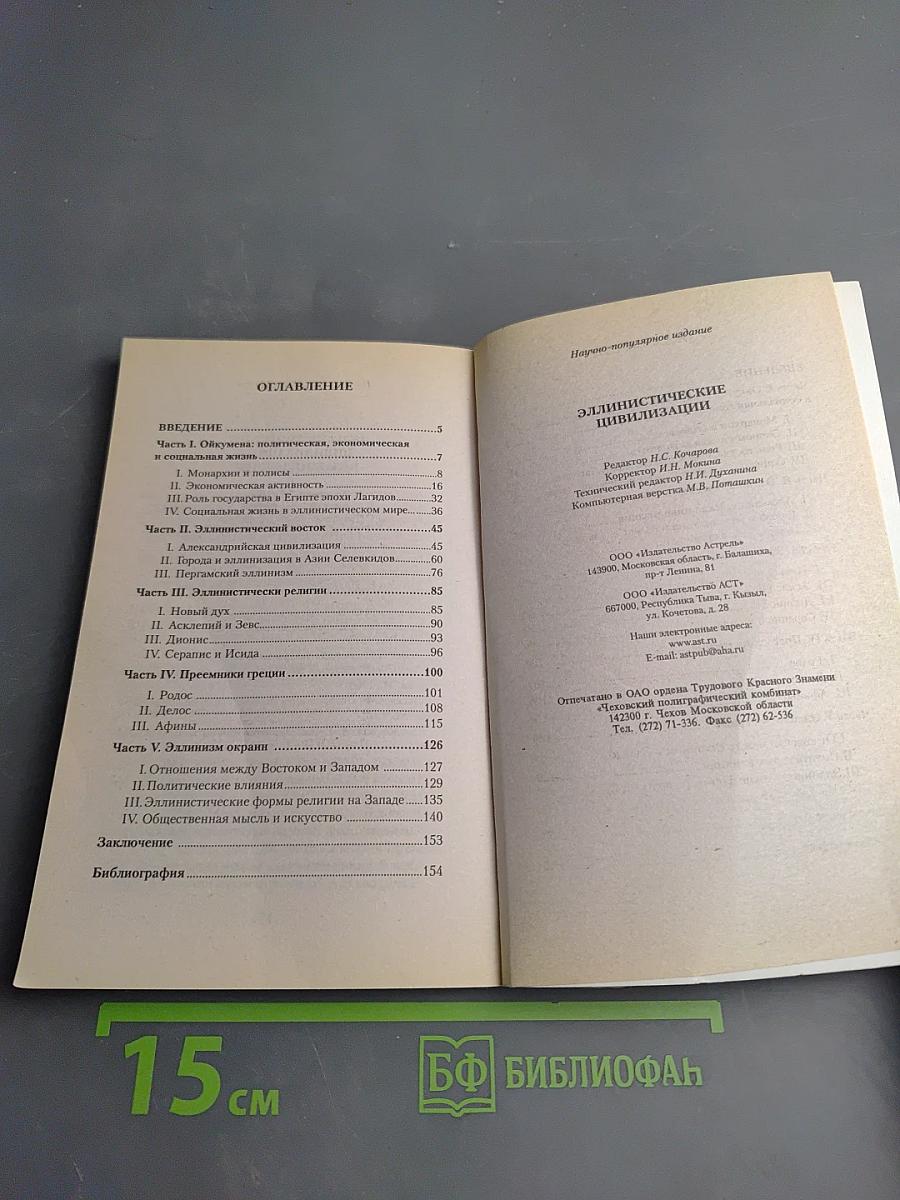 ОГЛАВЛЕНИЕ
ВВЕДЕНИЕ ........ 5
Часть I. Ойкумена: политическая, экономическая
и социальная жизнь ........ 7
I. Монархии и полисы ........ 8
II. Экономическая активность ........ 16
III. Роль государства в Египте эпохи Лагидов ........ 32
IV. Социальная жизнь в эллинистическом мире ........ 36
Часть II. Эллинистический восток ........ 45
I. Александрийская цивилизация ........ 45
II. Города и эллинизация в Азии Селевкидов ........ 60
III. Пергамский эллинизм ........ 76
Часть III. Эллинистически религии ........ 85
I. Новый дух ........ 85
II. Асклепий и Зевс ........ 90
III. Дионис ........ 93
IV. Серапис и Исида ........ 96
Часть IV. Преемники греции ........ 100
I. Родос ........ 101
II. Делос ........ 108
III. Афины ........ 115
Часть V. Эллинизм окраин ........ 126
I. Отношения между Востоком и Западом ........ 127
II. Политические влияния ........ 129
III. Эллинистические формы религии на Западе ........ 135
IV. Общественная мысль и искусство ........ 140
Заключение ........ 153
Библиография ........ 154
Научно-популярное издание
ЭЛЛИНИСТИЧЕСКИЕ
ЦИВИЛИЗАЦИИ
Редактор Н.С. Кочарова
Корректор И.Н. Мокина
Технический редактор Н.И. Духанина
Компьютерная верстка М.В. Поташкин
ООО «Издательство Астрель»
143900, Московская область, г. Балашиха,
пр-т Ленина, 81
ООО «Издательство АСТ»
667000, Республика Тыва, г. Кызыл,
ул. Кочетова, д. 28
Наши электронные адреса:
www.ast.ru
E-mail: astpub@aha.ru
Отпечатано в ОАО ордена Трудового Красного Знамени
«Чеховский полиграфический комбинат»
142300 г. Чехов Московской области
Тел. (272) 71-336. Факс (272) 62-536
15 см
БФ БИБЛИОФАН